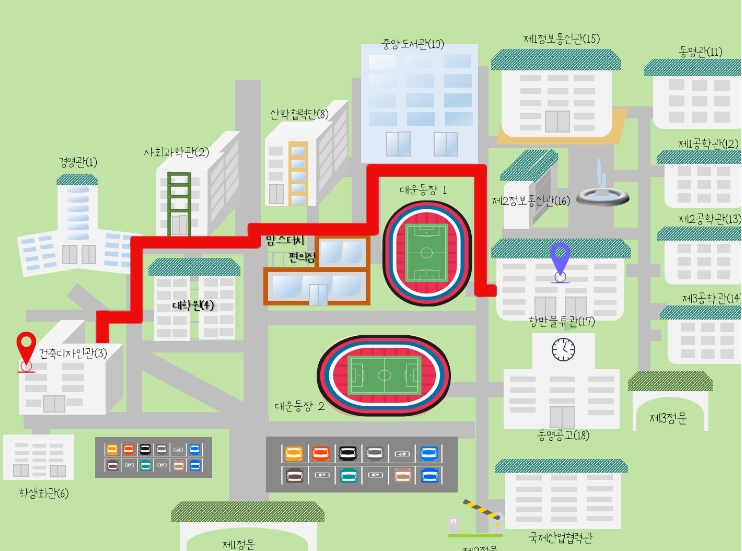 중앙도서관(10)
제1정보통신관(15)
동명관(11)
산학협력단(8)
제1공학관(12)
사회과학관(2)
경영관(1)
대운동장 1
제2정보통신관(16)
제2공학관(13)
맘스터치
편의점
제3공학관(14)
대학원(4)
항만물류관(17)
건축디자인관(3)
대운동장 2
제3정문
동명공고(18)
학생회관(6)
국제산업협력관
제1정문
제2정문